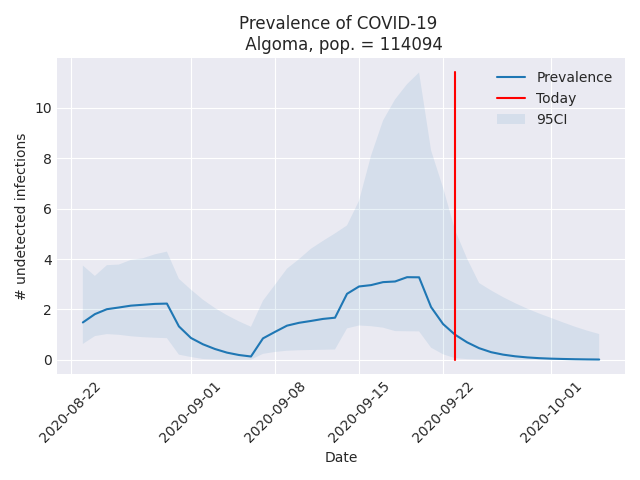 Prevalence of COVID-19
Algoma, pop. = 114094
Prevalence
Today
95CI
# undetected infections
10
8
6
4
2
0
2020-08-22
2020-09-01
2020-09-08
2020-09-15
2020-09-22
2020-10-01
Date